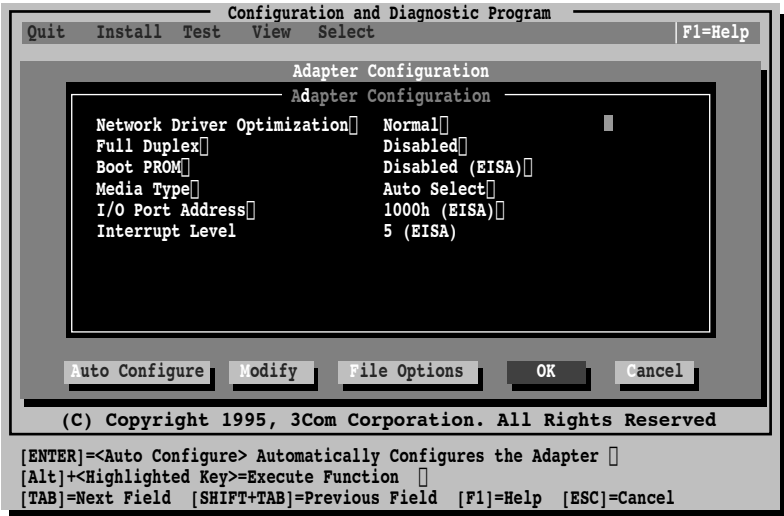 Configuration and Diagnostic Program
Quit Install Test View Select F1=Help
Adapter Configuration
Adapter Configuration
Network Driver Optimization Normal
Full Duplex Disabled
Boot PROM Disabled (EISA)
Media Type Auto Select
I/O Port Address 1000h (EISA)
Interrupt Level 5 (EISA)
Auto Configure Modify File Options OK Cancel
(C) Copyright 1995, 3Com Corporation. All Rights Reserved
[ENTER]=<Auto Configure> Automatically Configures the Adapter
[Alt]+<Highlighted Key>=Execute Function
[TAB]=Next Field [SHIFT+TAB]=Previous Field [F1]=Help [ESC]=Cancel